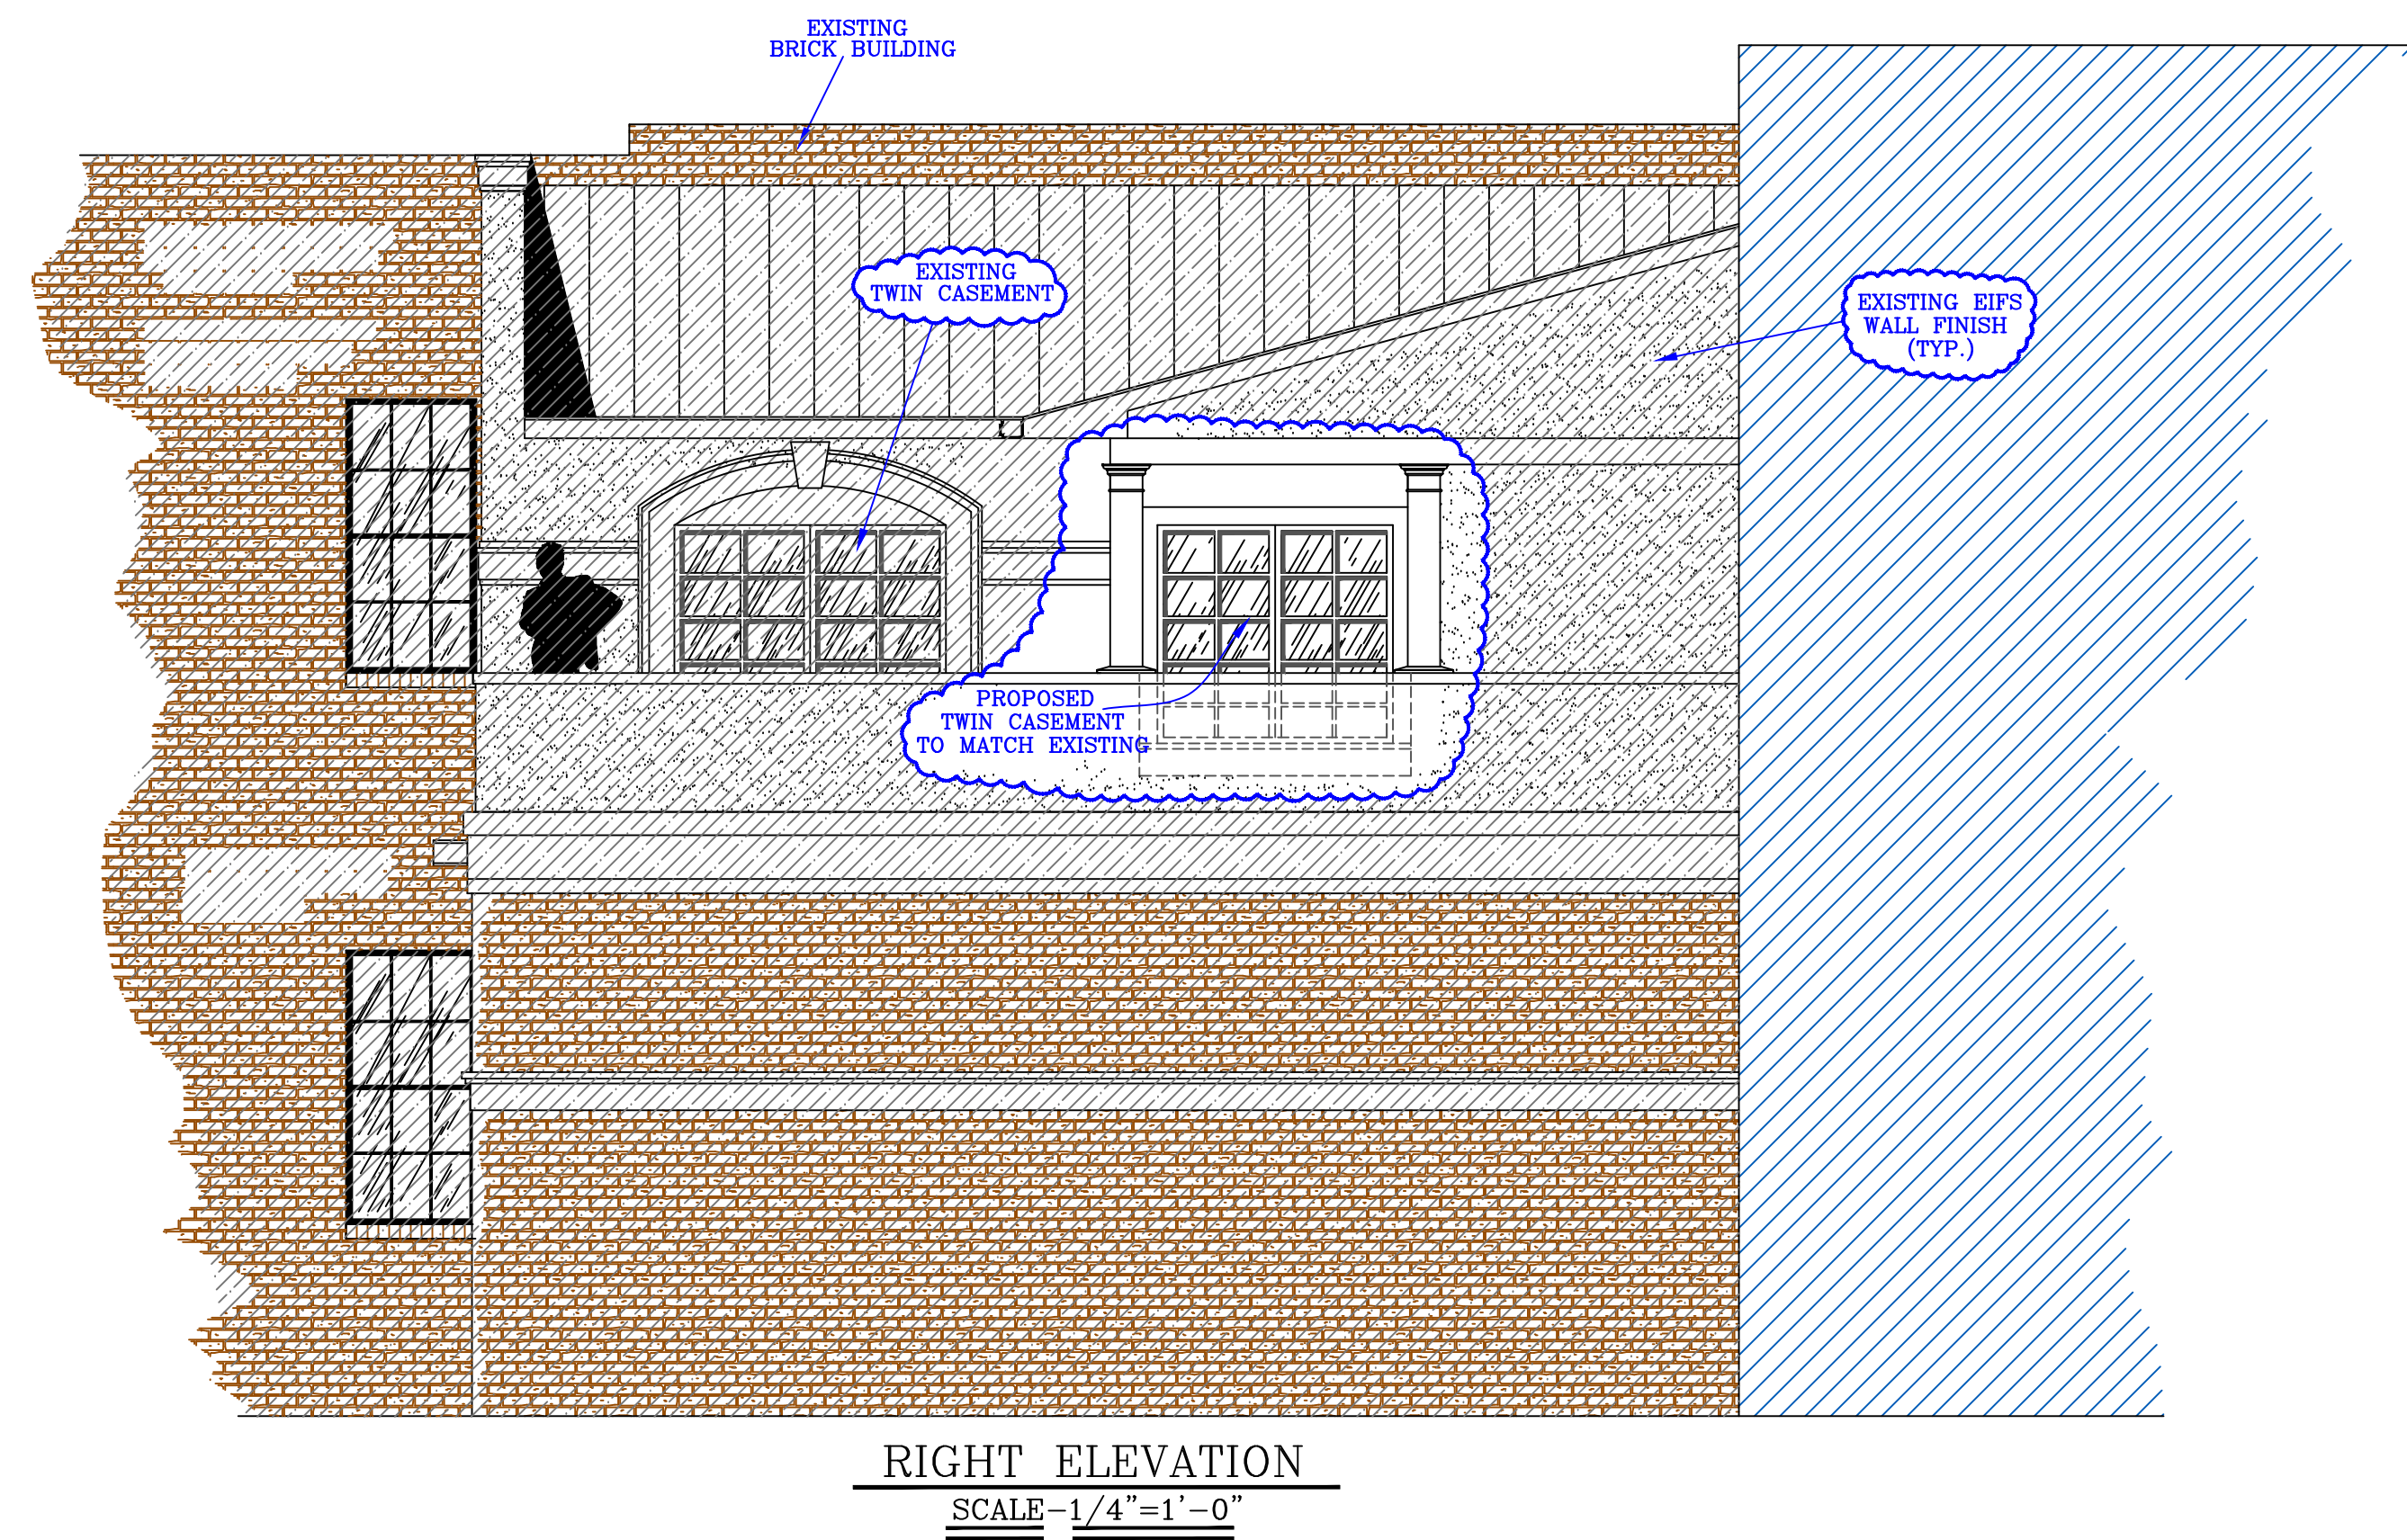 EXISTING
BRICK BUILDING
EXISTING
TWIN CASEMENT
EXISTING EIFS
WALL FINISH
(TYP.)
PROPOSED
TWIN CASEMENT
TO MATCH EXISTING
RIGHT ELEVATION
SCALE-1/4"=1'-0"